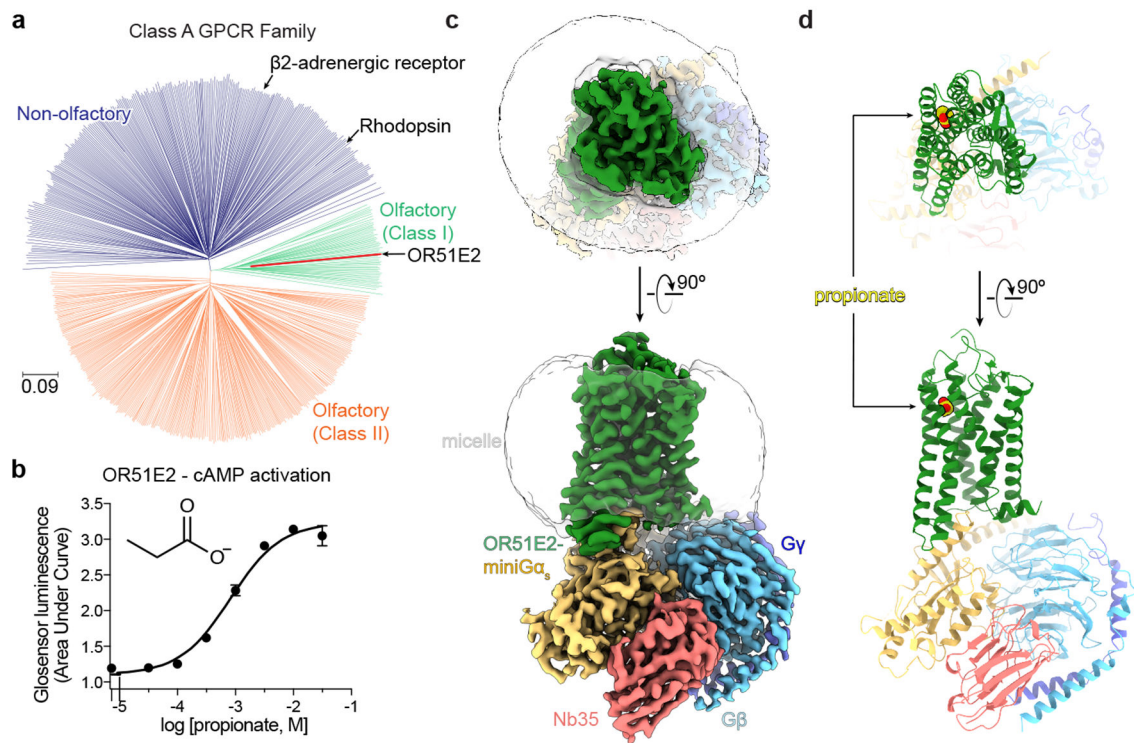 a
Class A GPCR Family
β2-adrenergic receptor
Non-olfactory
Rhodopsin
Olfactory
(Class I)
OR51E2
0.09
Olfactory
(Class II)
b
OR51E2 - cAMP activation
Glosensor luminescence
(Area Under Curve)
3.5
3.0
2.5
2.0
1.5
1.0
O
O⁻
-5
-4
-3
-2
-1
log [propionate, M]
c
90º
micelle
OR51E2-
miniGαs
Gγ
Nb35
Gβ
d
propionate
90º